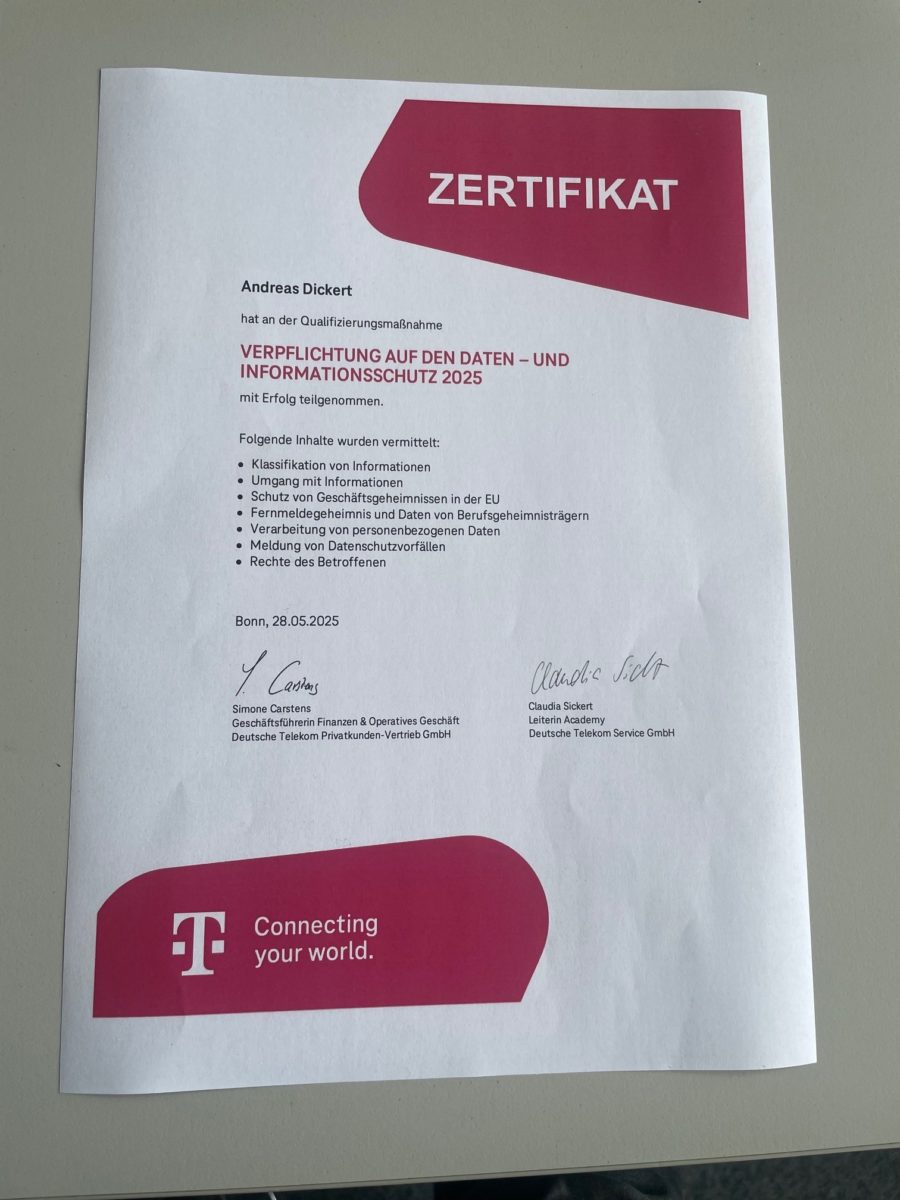 ZERTIFIKAT
Andreas Dickert
hat an der Qualifizierungsmaßnahme
VERPFLICHTUNG AUF DEN DATEN – UND
INFORMATIONSSCHUTZ 2025
mit Erfolg teilgenommen.
Folgende Inhalte wurden vermittelt:
• Klassifikation von Informationen
• Umgang mit Informationen
• Schutz von Geschäftsgeheimnissen in der EU
• Fernmeldegeheimnis und Daten von Berufsgeheimnisträgern
• Verarbeitung von personenbezogenen Daten
• Meldung von Datenschutzvorfällen
• Rechte des Betroffenen
Bonn, 28.05.2025
S. Carstens
Claudia Sickert
Simone Carstens
Geschäftsführerin Finanzen & Operatives Geschäft
Deutsche Telekom Privatkunden-Vertrieb GmbH
Claudia Sickert
Leiterin Academy
Deutsche Telekom Service GmbH
T
Connecting
your world.